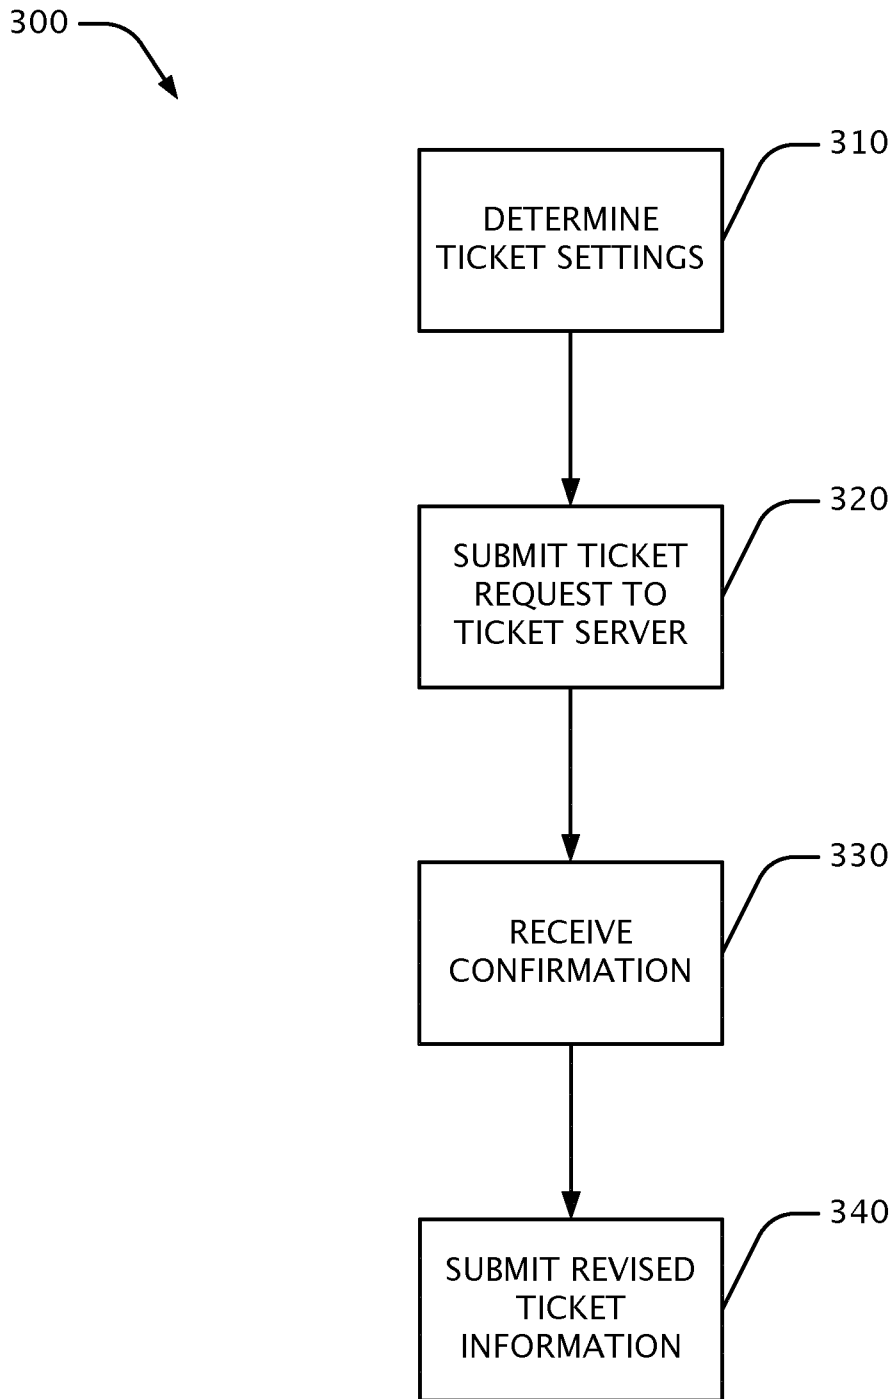 300
310
DETERMINE
TICKET SETTINGS
320
SUBMIT TICKET
REQUEST TO
TICKET SERVER
330
RECEIVE
CONFIRMATION
340
SUBMIT REVISED
TICKET
INFORMATION